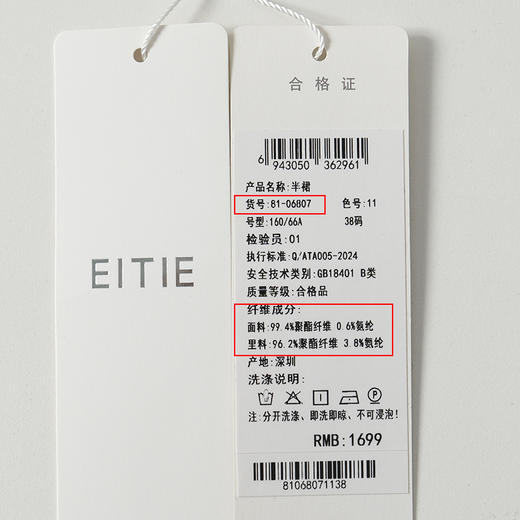 EITIE
合格证
6 943050 362961
产品名称:半裙
货号:81-06807 色号:11
号型:160/66A 38码
检验员:01
执行标准:Q/ATA005-2024
安全技术类别:GB18401 B类
质量等级:合格品
纤维成分:
面料:99.4%聚酯纤维 0.6%氨纶
里料:96.2%聚酯纤维 3.8%氨纶
产地:深圳
洗涤说明:
注:分开洗涤、即洗即晾、不可浸泡!
RMB:1699
81068071138